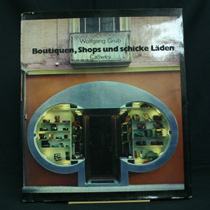 Wolfgang Grub
Boutiquen, Shops und schicke Läden
Callwey